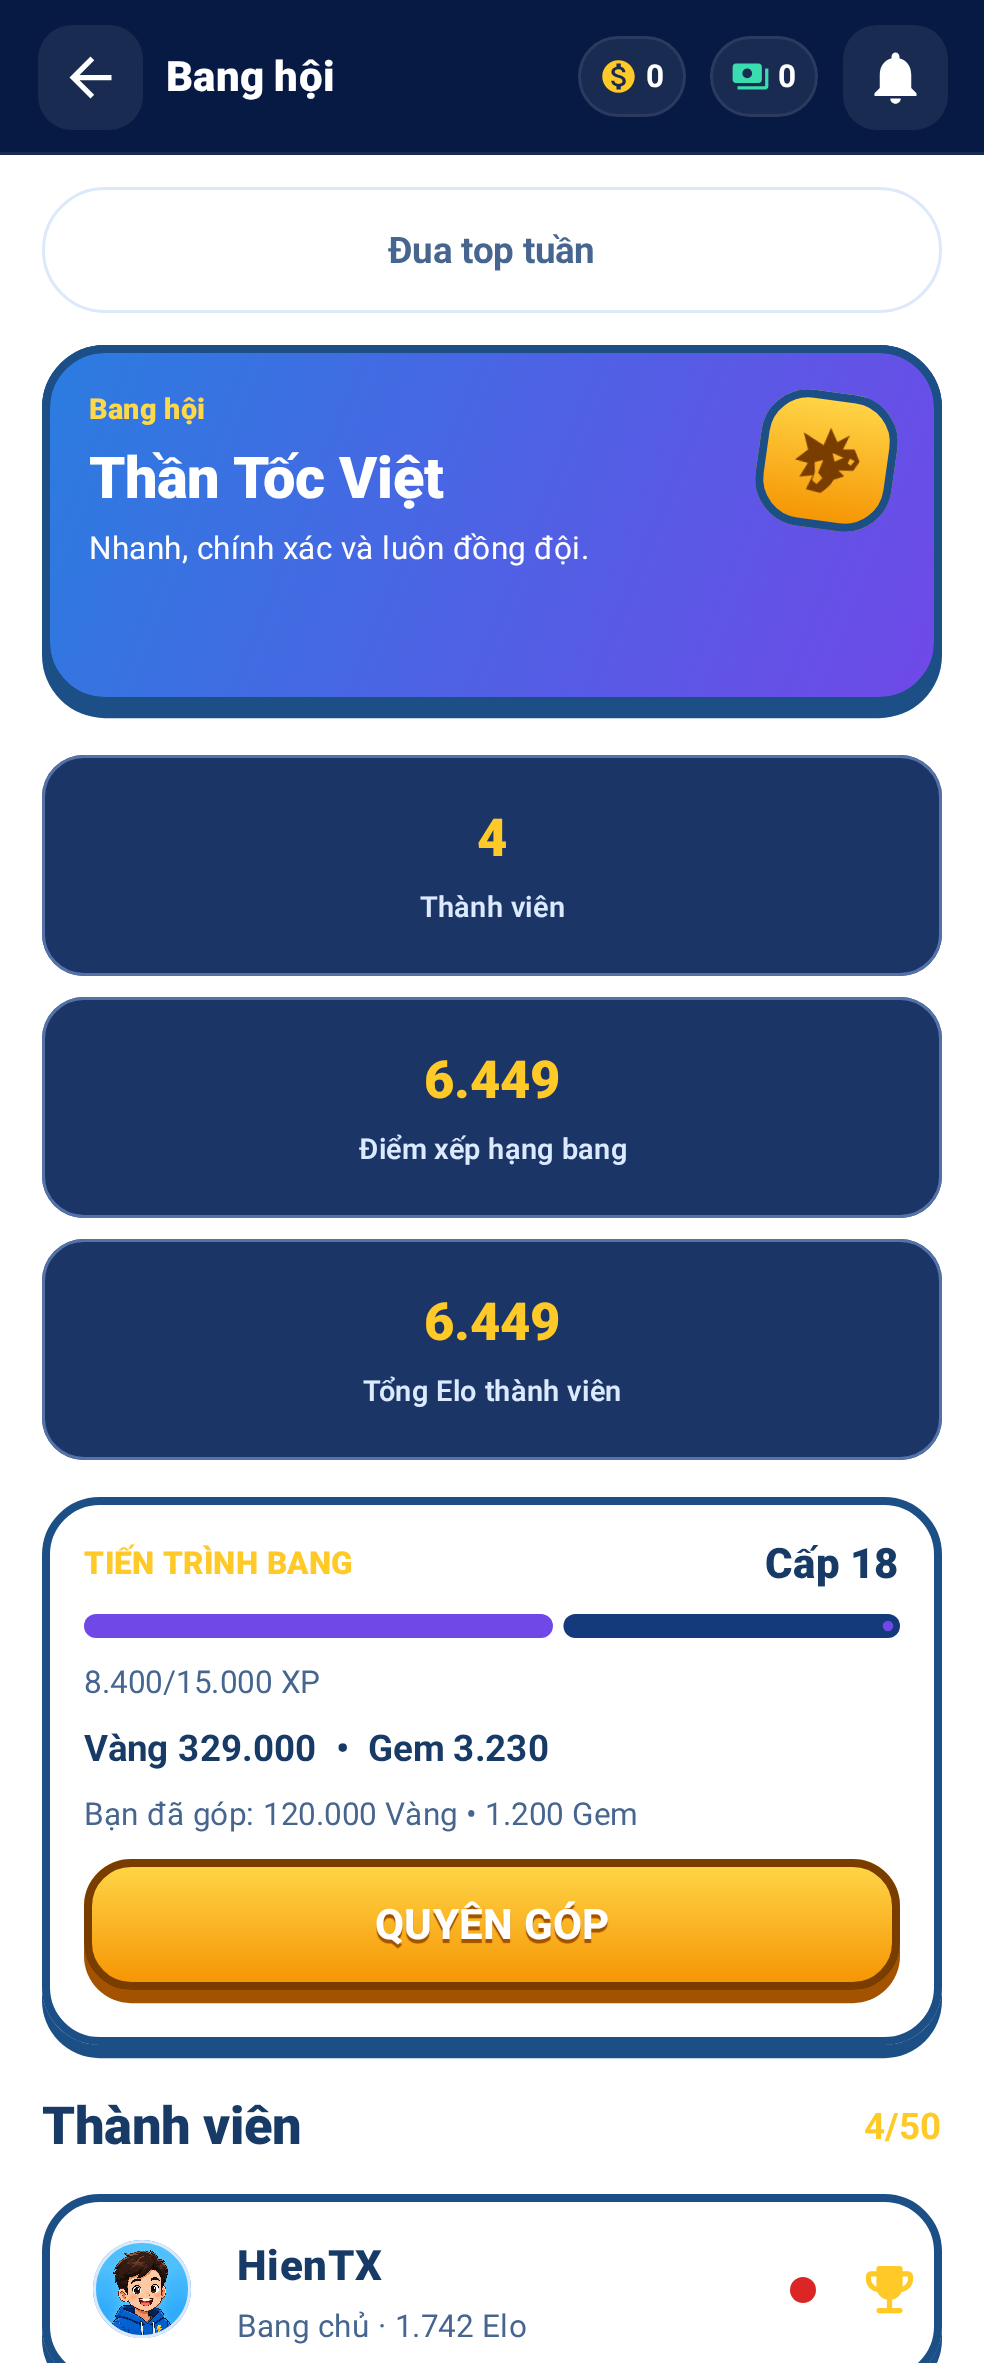 Bang hội
0
0
Đua top tuần
Bang hội
Thần Tốc Việt
Nhanh, chính xác và luôn đồng đội.
4
Thành viên
6.449
Điểm xếp hạng bang
6.449
Tổng Elo thành viên
TIẾN TRÌNH BANG
Cấp 18
8.400/15.000 XP
Vàng 329.000 • Gem 3.230
Bạn đã góp: 120.000 Vàng • 1.200 Gem
QUYÊN GÓP
Thành viên
4/50
HienTX
Bang chủ · 1.742 Elo